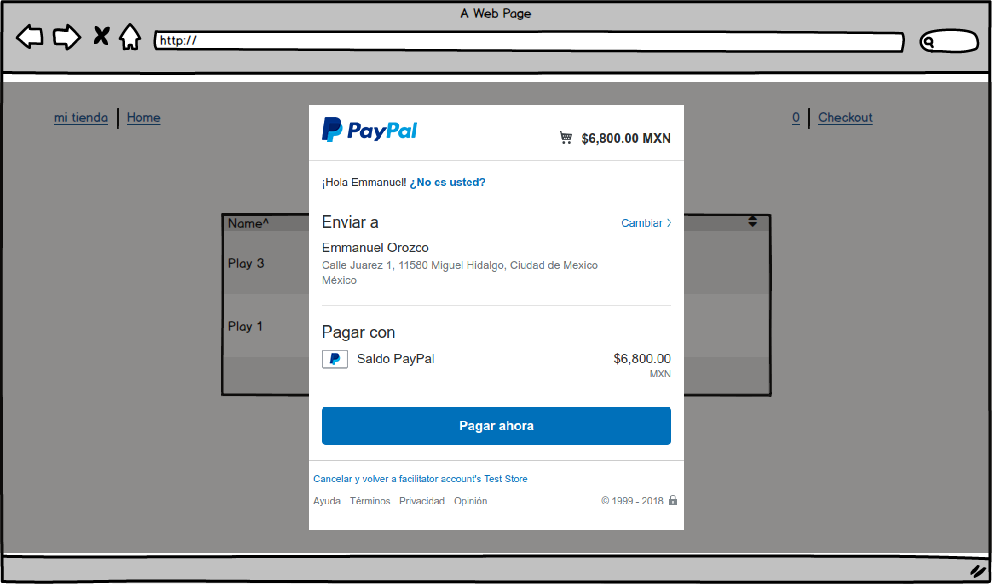 A Web Page
http://
mi tienda Home
0 Checkout
PayPal
$6,800.00 MXN
¡Hola Emmanuel! ¿No es usted?
Name^
Enviar a
Cambiar >
Emmanuel Orozco
Play 3
Calle Juarez 1, 11580 Miguel Hidalgo, Ciudad de Mexico
México
Play 1
Pagar con
Saldo PayPal
$6,800.00
MXN
Pagar ahora
Cancelar y volver a facilitator account's Test Store
Ayuda Términos Privacidad Opinión
© 1999 - 2018